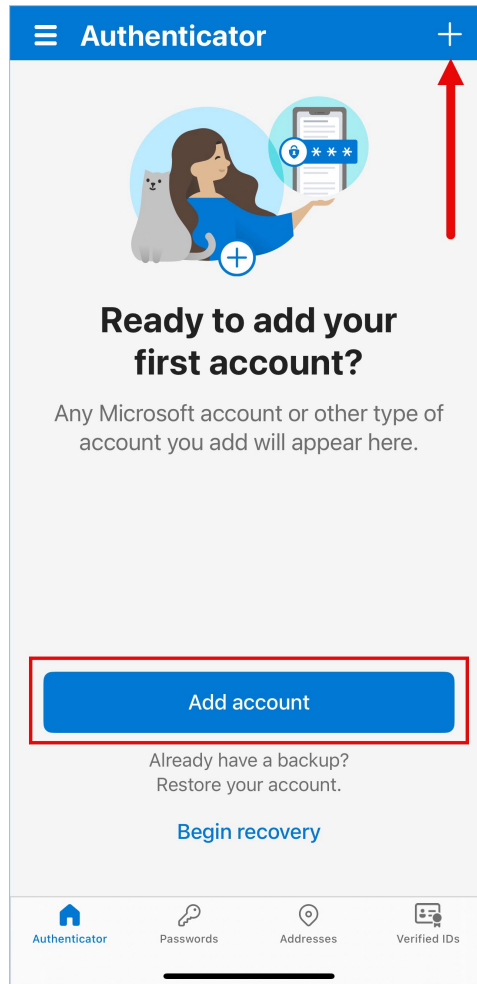 Authenticator
* * *
Ready to add your
first account?
Any Microsoft account or other type of
account you add will appear here.
Add account
Already have a backup?
Restore your account.
Begin recovery
Authenticator
Passwords
Addresses
Verified IDs